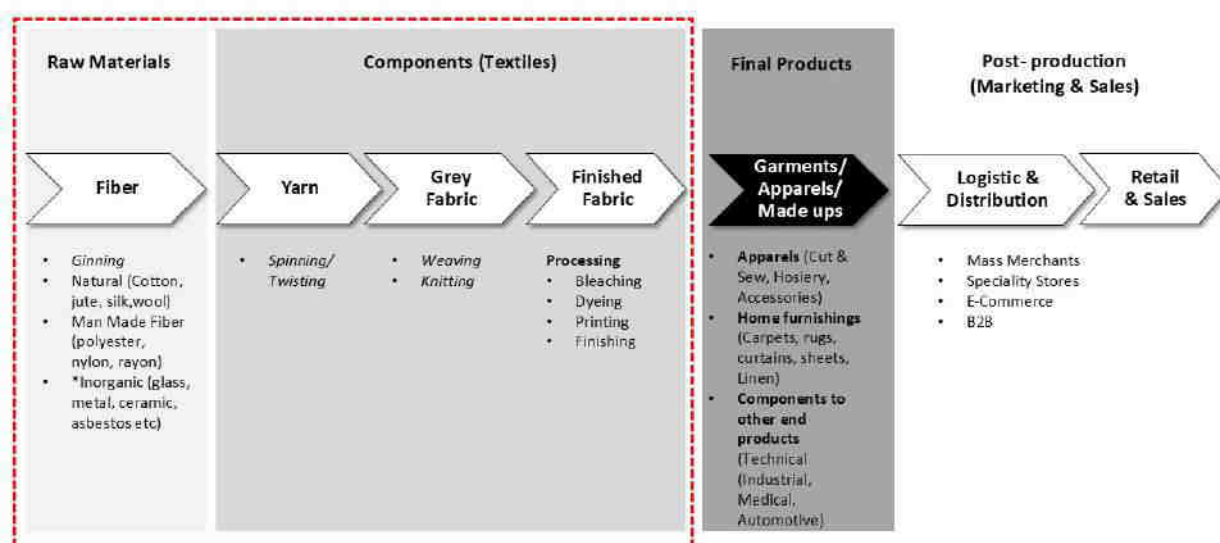 Raw Materials
Components (Textiles)
Final Products
Post- production
(Marketing & Sales)
Fiber
Yarn
Grey
Fabric
Finished
Fabric
Garments/
Apparels/
Made ups
Logistic &
Distribution
Retail
& Sales
• Ginning
• Natural (Cotton,
jute, silk,wool)
• Man Made Fiber
(polyester,
nylon, rayon)
• *Inorganic (glass,
metal, ceramic,
asbestos etc)
• Spinning/
Twisting
• Weaving
• Knitting
Processing
• Bleaching
• Dyeing
• Printing
• Finishing
• Apparels (Cut &
Sew, Hosiery,
Accessories)
• Home furnishings
(Carpets, rugs,
curtains, sheets,
Linen)
• Components to
other end
products
(Technical
(Industrial,
Medical,
Automotive)
• Mass Merchants
• Speciality Stores
• E-Commerce
• B2B